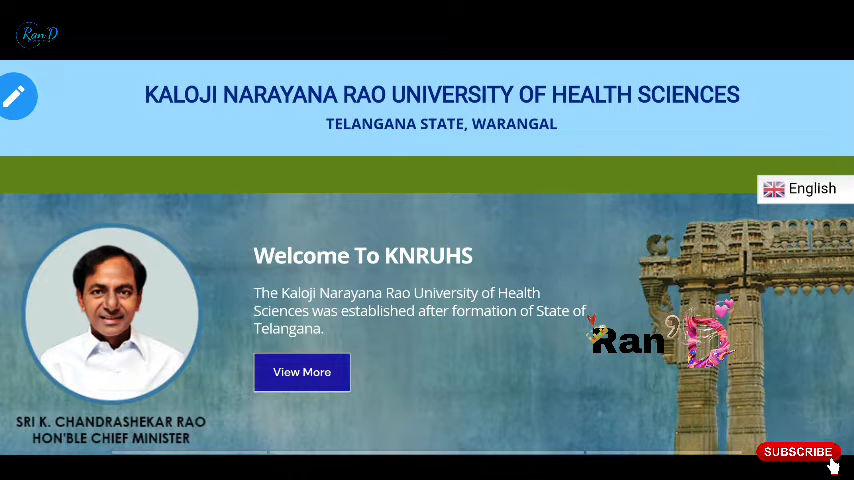 Ran D
KALOJI NARAYANA RAO UNIVERSITY OF HEALTH SCIENCES
TELANGANA STATE, WARANGAL
English
Welcome To KNRUHS
The Kaloji Narayana Rao University of Health
Sciences was established after formation of State of
Telangana.
Ran D
View More
SRI K. CHANDRASHEKAR RAO
HON'BLE CHIEF MINISTER
SUBSCRIBE